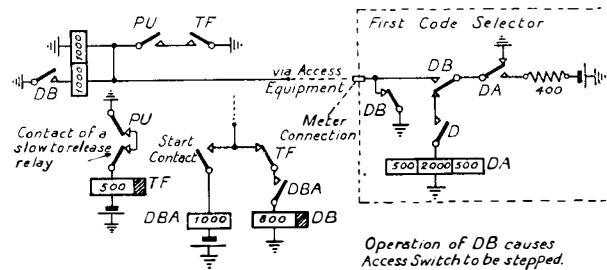 First Code Selector
PU TF
1000
1000
DB
via Access
Equipment
DB
DB
DA
400
Meter
Connection
D
500 2000 500 DA
PU
Contact of a
slow to release
relay
500 TF
Start
Contact
TF
DBA
DBA 1000
800 DB
Operation of DB causes
Access Switch to be stepped.